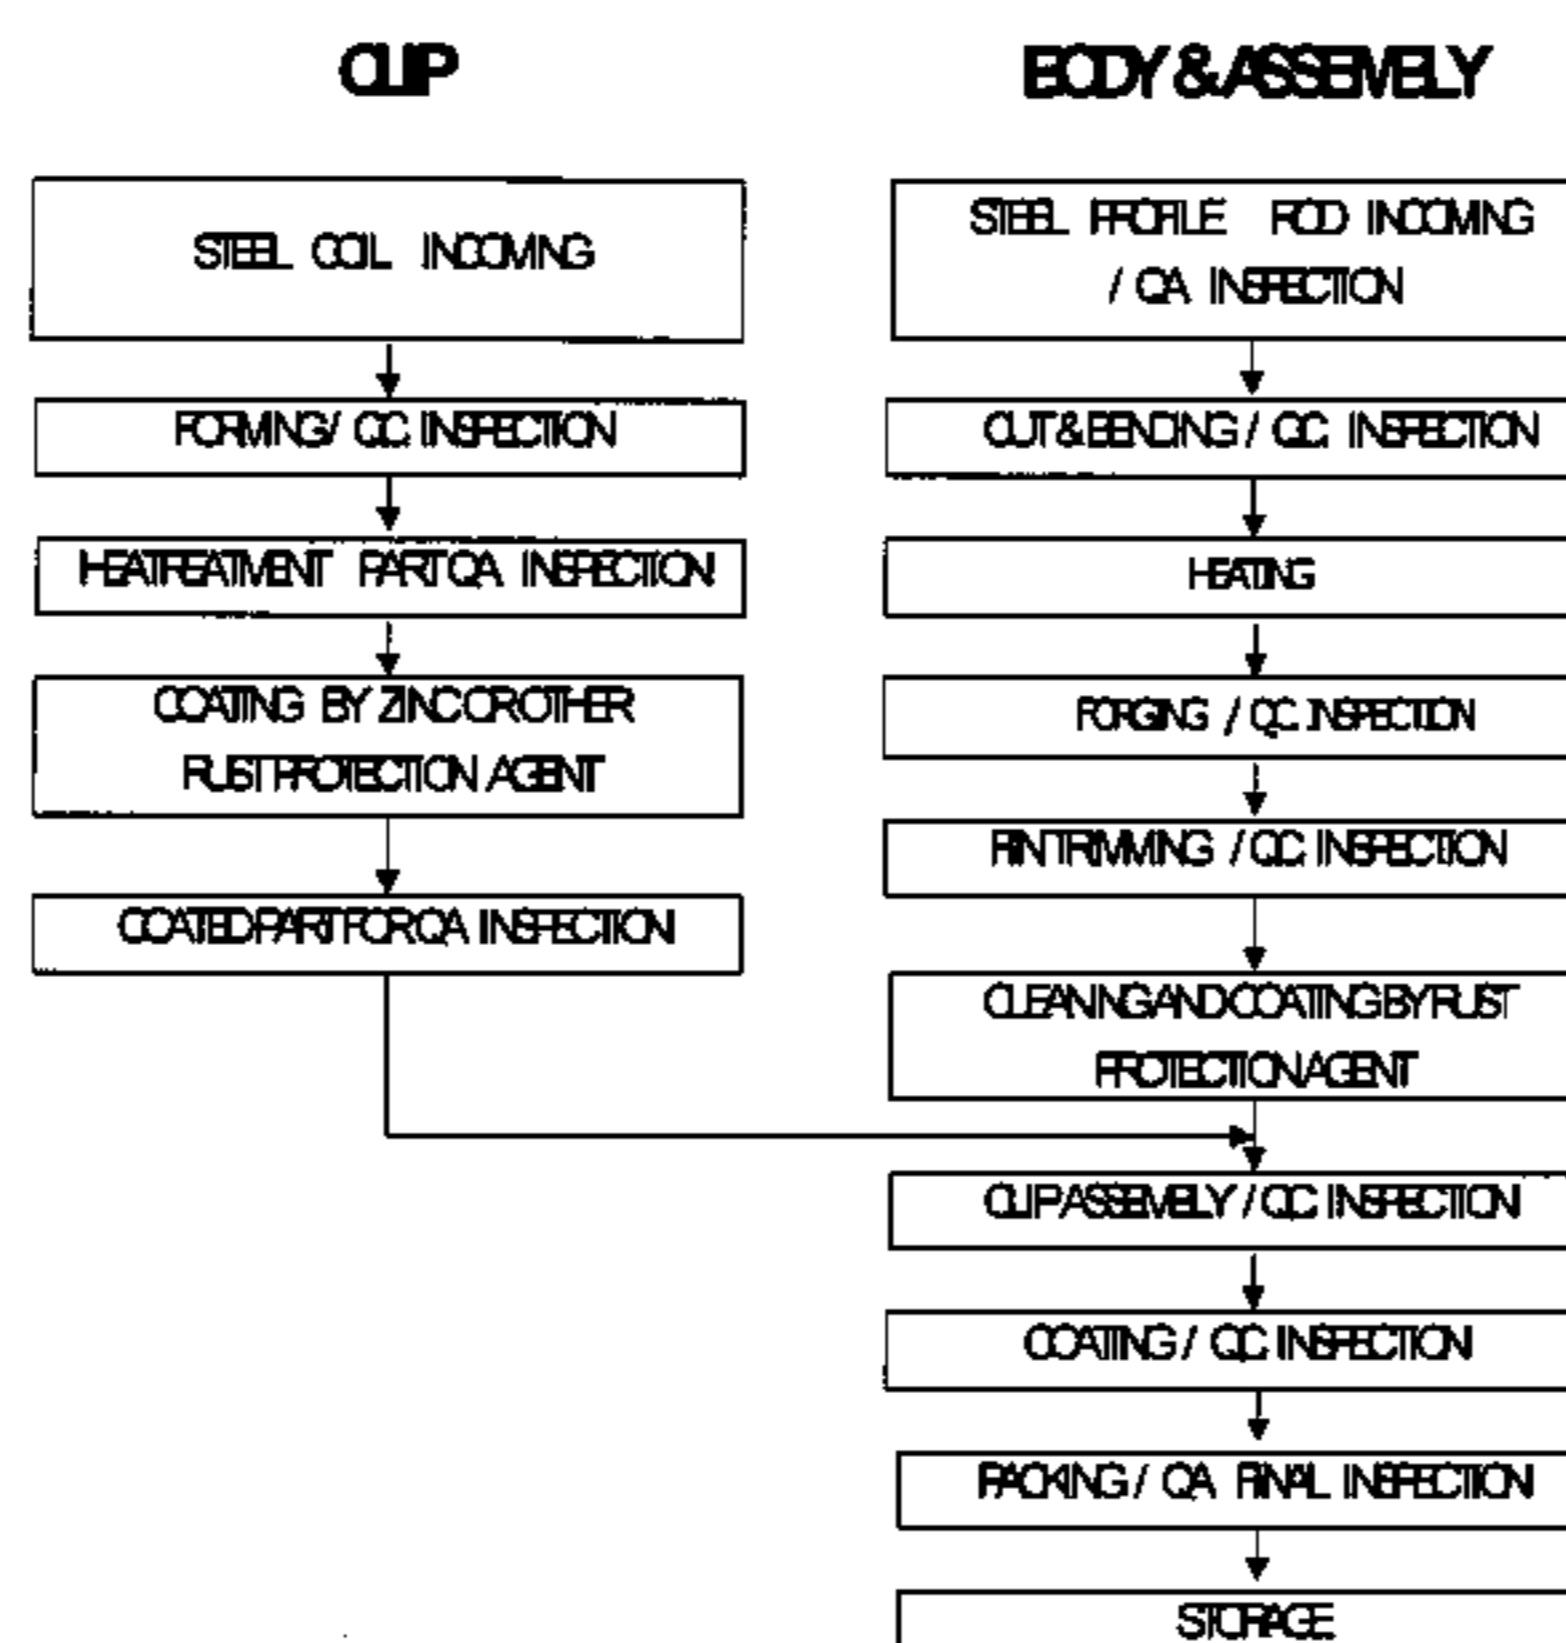 CLIP
STEEL COIL INCOMING
FORMING / QC INSPECTION
HEATREATMENT PART QA INSPECTION
COATING BY ZINC OR OTHER
RUST PROTECTION AGENT
COATED PART FOR QA INSPECTION
BODY & ASSEMBLY
STEEL PROFILE ROD INCOMING
/ QA INSPECTION
CUT & BENDING / QC INSPECTION
HEATING
FORGING / QC INSPECTION
FIN TRIMMING / QC INSPECTION
CLEANING AND COATING BY RUST
PROTECTION AGENT
CLIP ASSEMBLY / QC INSPECTION
COATING / QC INSPECTION
PACKING / QA FINAL INSPECTION
STORAGE